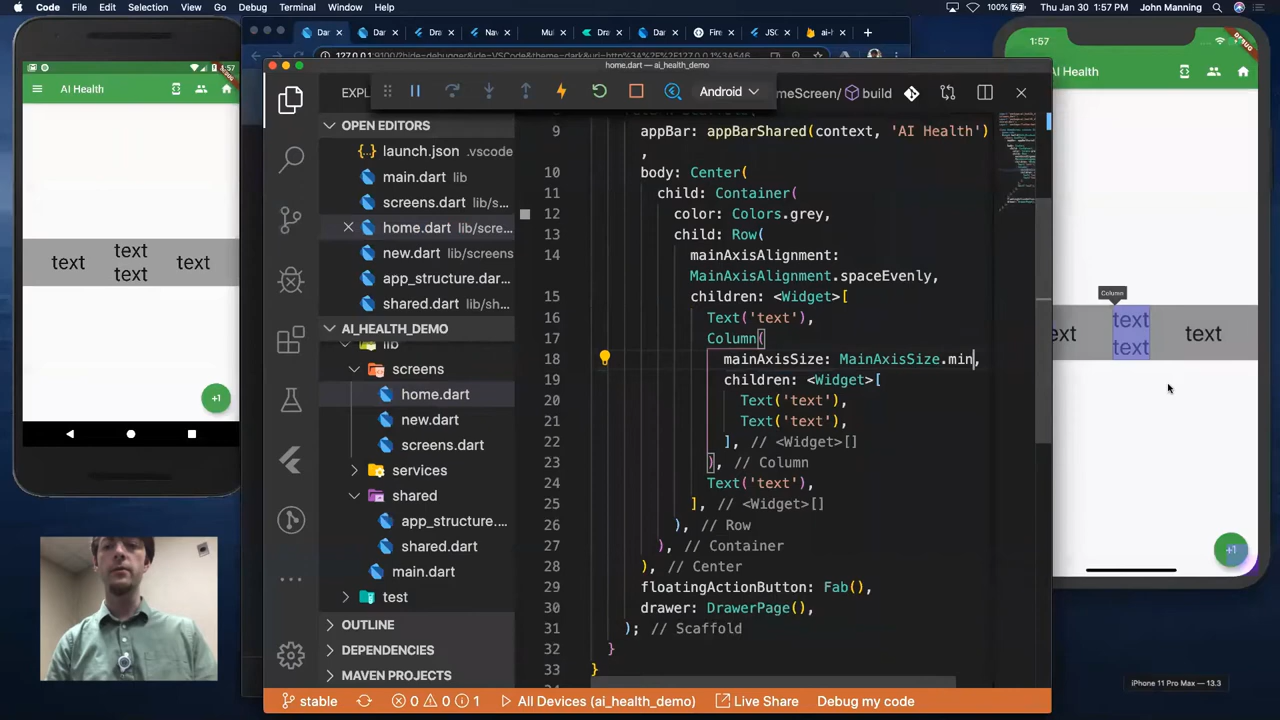 Code File Edit Selection View Go Debug Terminal Window Help
100% Thu Jan 30 1:57 PM John Manning
home.dart — ai_health_demo
EXPL
Android
meScreen/ build
OPEN EDITORS
launch.json .vscode
main.dart lib
screens.dart lib/s...
home.dart lib/scre...
new.dart lib/screens
app_structure.dar...
shared.dart lib/sh...
AI_HEALTH_DEMO
lib
screens
home.dart
new.dart
screens.dart
services
shared
app_structure....
shared.dart
main.dart
test
OUTLINE
DEPENDENCIES
MAVEN PROJECTS
9 appBar: appBarShared(context, 'AI Health')
,
10 body: Center(
11 child: Container(
12 color: Colors.grey,
13 child: Row(
14 mainAxisAlignment:
MainAxisAlignment.spaceEvenly,
15 children: <Widget>[
16 Text('text'),
17 Column(
18 mainAxisSize: MainAxisSize.min,
19 children: <Widget>[
20 Text('text'),
21 Text('text'),
22 ], // <Widget>[]
23 ), // Column
24 Text('text'),
25 ], // <Widget>[]
26 ), // Row
27 ), // Container
28 ), // Center
29 floatingActionButton: Fab(),
30 drawer: DrawerPage(),
31 ); // Scaffold
32 }
33 }
stable 0 0 1 All Devices (ai_health_demo) Live Share Debug my code
AI Health
text text text
text
+1
1:57
DEBUG
AI Health
Column
ext text text
text
+1
iPhone 11 Pro Max — 13.3